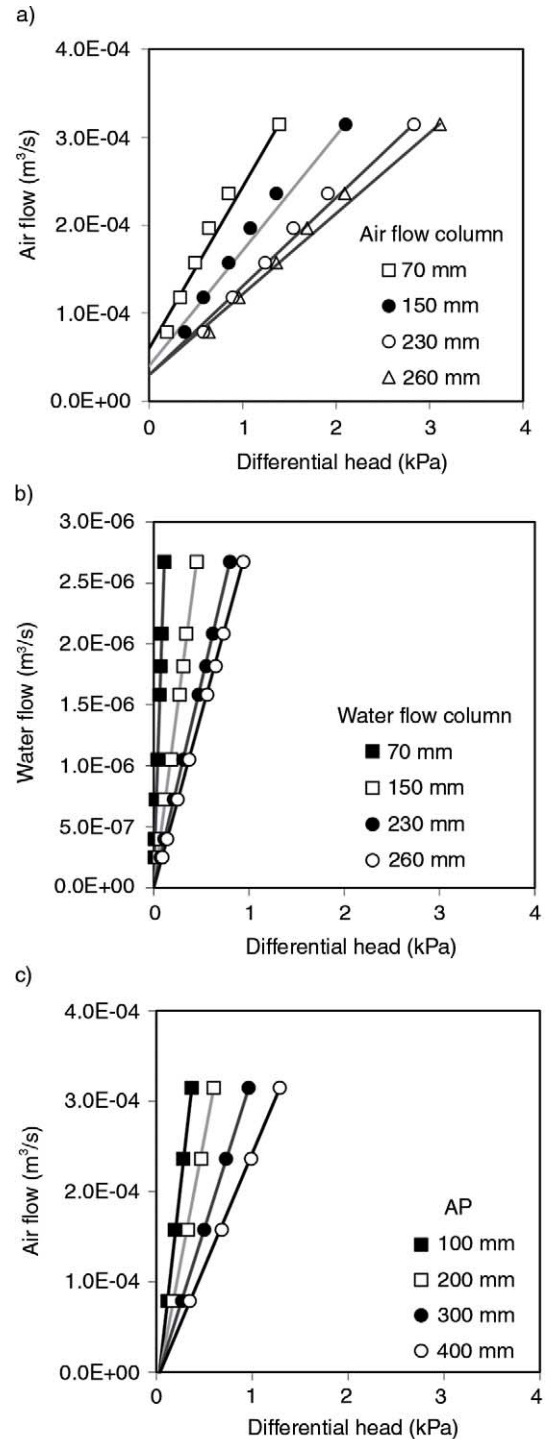 a)
4.0E-04
3.0E-04
2.0E-04
1.0E-04
0.0E+00
Air flow (m³/s)
Air flow column
70 mm
150 mm
230 mm
260 mm
0 1 2 3 4
Differential head (kPa)
b)
3.0E-06
2.5E-06
2.0E-06
1.5E-06
1.0E-06
5.0E-07
0.0E+00
Water flow (m³/s)
Water flow column
70 mm
150 mm
230 mm
260 mm
0 1 2 3 4
Differential head (kPa)
c)
4.0E-04
3.0E-04
2.0E-04
1.0E-04
0.0E+00
Air flow (m³/s)
AP
100 mm
200 mm
300 mm
400 mm
0 1 2 3 4
Differential head (kPa)